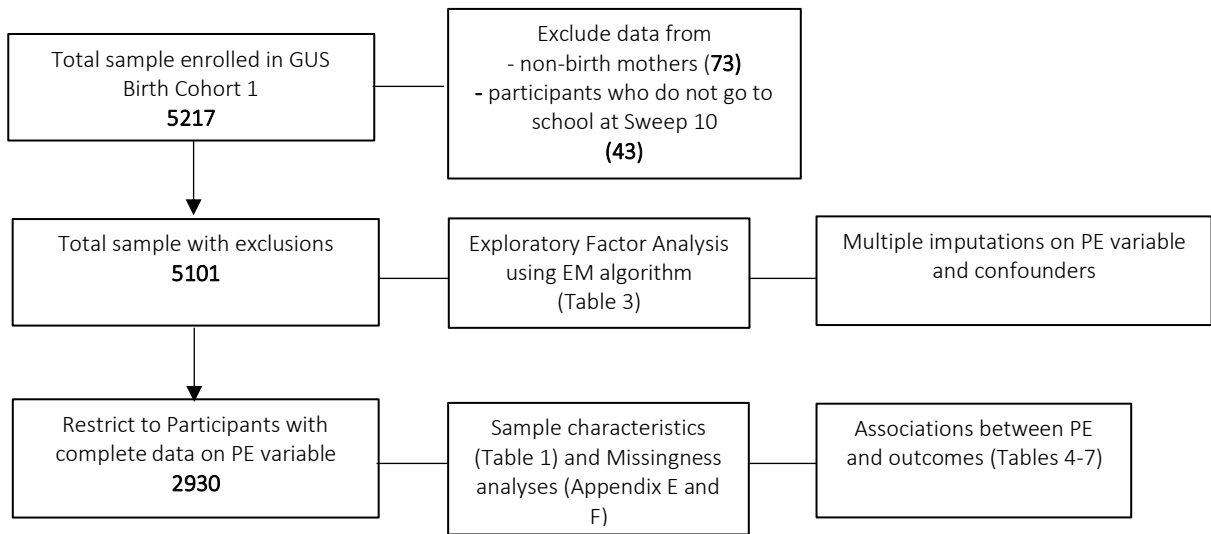 Total sample enrolled in GUS
Birth Cohort 1
5217
Exclude data from
- non-birth mothers (73)
- participants who do not go to
school at Sweep 10
(43)
Total sample with exclusions
5101
Exploratory Factor Analysis
using EM algorithm
(Table 3)
Multiple imputations on PE variable
and confounders
Restrict to Participants with
complete data on PE variable
2930
Sample characteristics
(Table 1) and Missingness
analyses (Appendix E and
F)
Associations between PE
and outcomes (Tables 4-7)